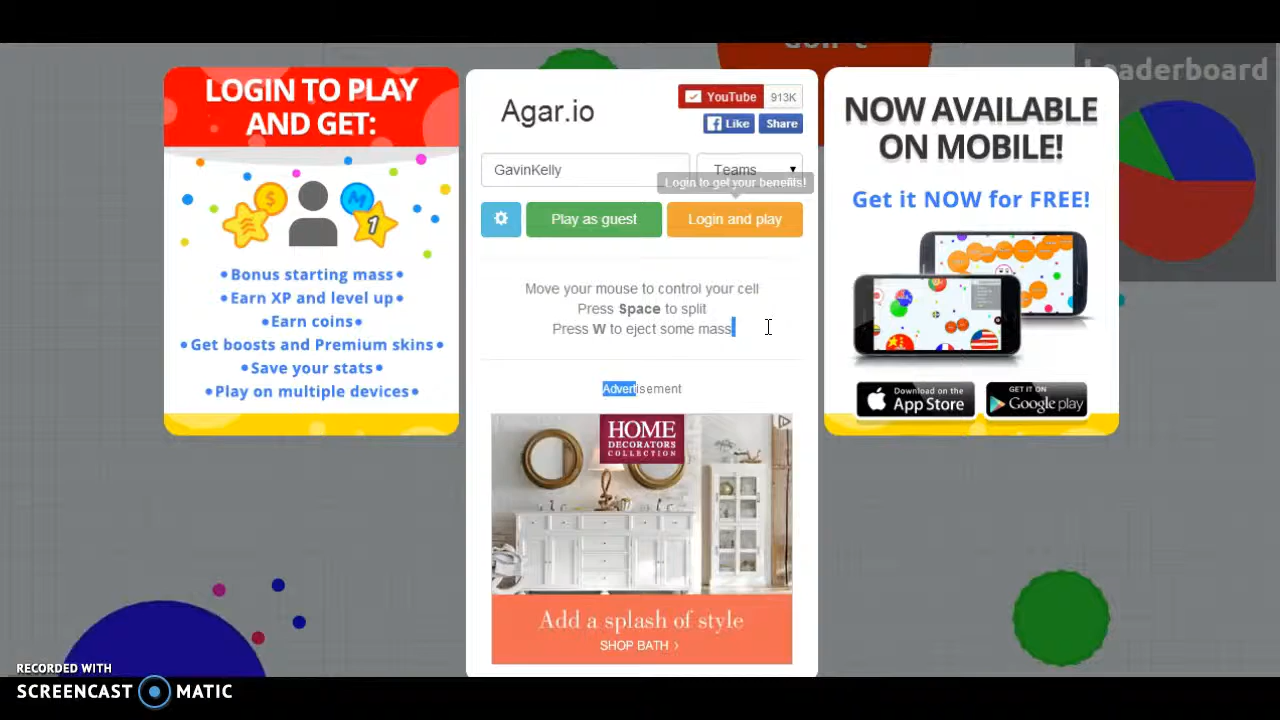 Leaderboard
LOGIN TO PLAY
AND GET:
•Bonus starting mass•
•Earn XP and level up•
•Earn coins•
•Get boosts and Premium skins•
•Save your stats•
•Play on multiple devices•
Agar.io
YouTube 913K
Like Share
GavinKelly
Teams
Login to get your benefits!
Play as guest
Login and play
Move your mouse to control your cell
Press Space to split
Press W to eject some mass
Advertisement
HOME
DECORATORS
COLLECTION
Add a splash of style
SHOP BATH >
NOW AVAILABLE
ON MOBILE!
Get it NOW for FREE!
Download on the
App Store
GET IT ON
Google play
RECORDED WITH
SCREENCAST MATIC